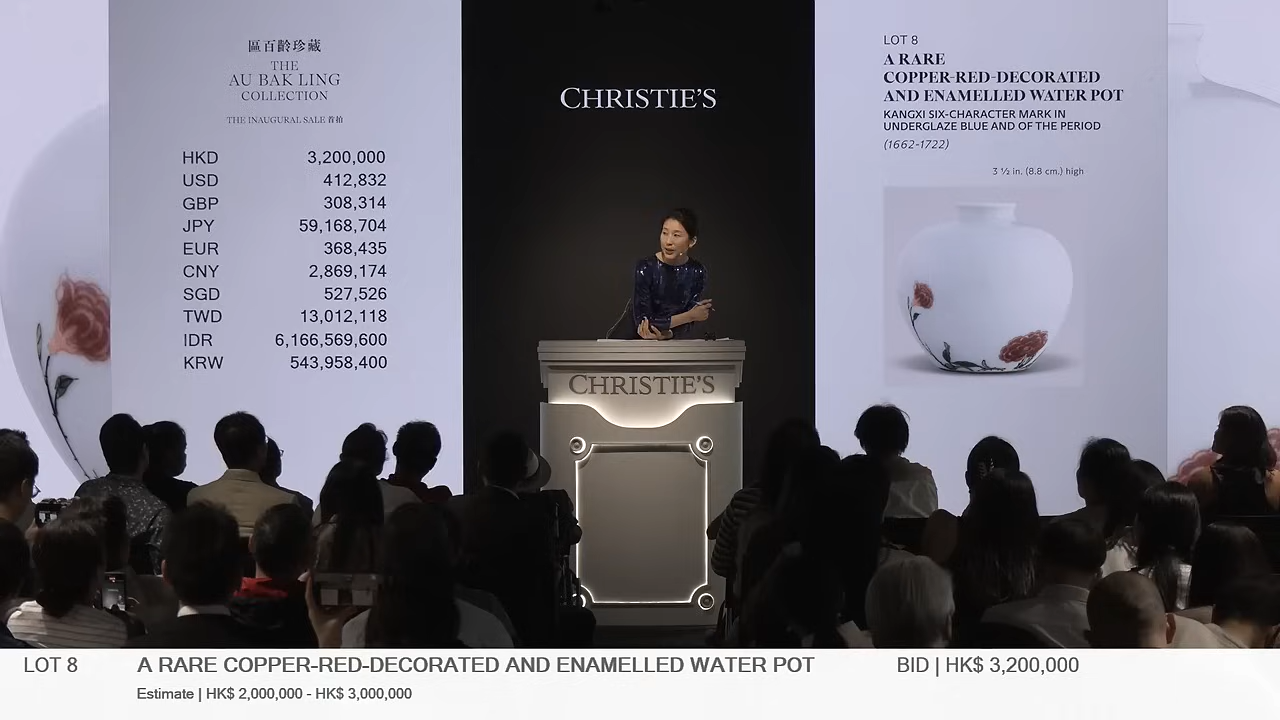 區百齡珍藏
THE
AU BAK LING
COLLECTION
THE INAUGURAL SALE 首拍
HKD 3,200,000
USD 412,832
GBP 308,314
JPY 59,168,704
EUR 368,435
CNY 2,869,174
SGD 527,526
TWD 13,012,118
IDR 6,166,569,600
KRW 543,958,400
CHRISTIE'S
CHRISTIE'S
LOT 8
A RARE
COPPER-RED-DECORATED
AND ENAMELLED WATER POT
KANGXI SIX-CHARACTER MARK IN
UNDERGLAZE BLUE AND OF THE PERIOD
(1662-1722)
3 ½ in. (8.8 cm.) high
LOT 8 A RARE COPPER-RED-DECORATED AND ENAMELLED WATER POT BID | HK$ 3,200,000
Estimate | HK$ 2,000,000 - HK$ 3,000,000